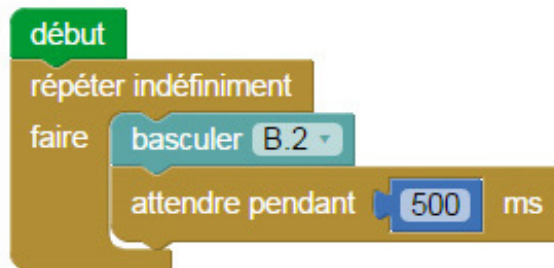 début
répéter indéfiniment
faire basculer B.2
attendre pendant 500 ms